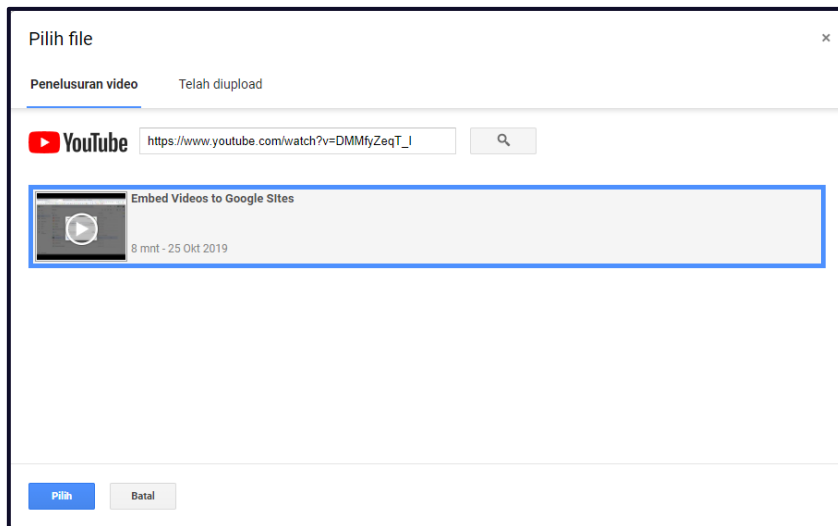 Pilih file
×
Penelusuran video Telah diupload
YouTube https://www.youtube.com/watch?v=DMMfyZeqT_I
Embed Videos to Google SItes
8 mnt - 25 Okt 2019
Pilih Batal